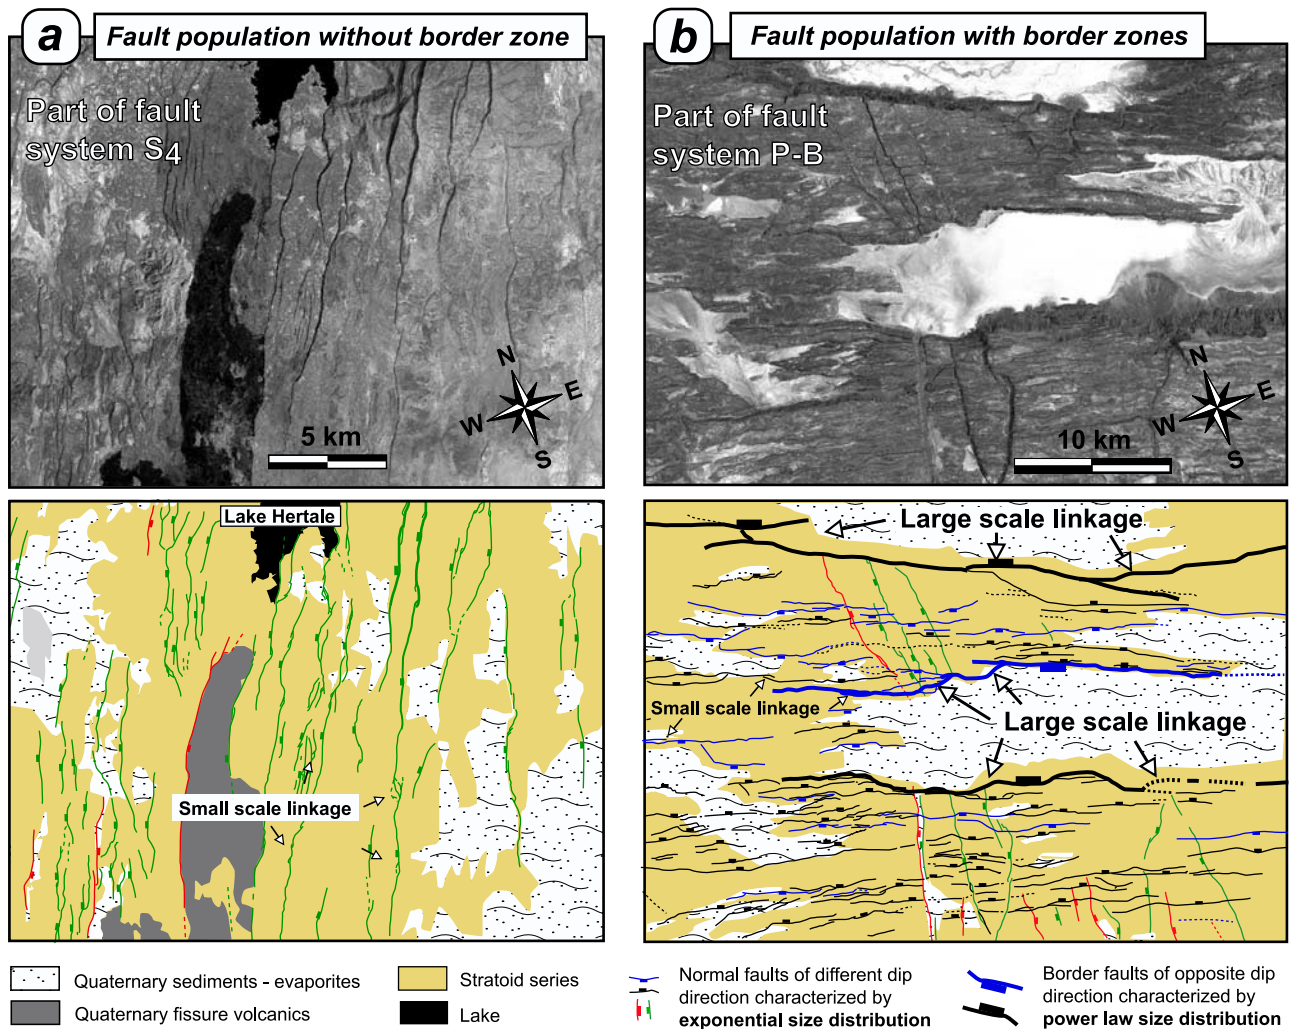 a
Fault population without border zone
Part of fault
system S4
N
E
W
S
5 km
b
Fault population with border zones
Part of fault
system P-B
N
E
W
S
10 km
Lake Hertale
Small scale linkage
Large scale linkage
Small scale linkage
Large scale linkage
Quaternary sediments - evaporites
Quaternary fissure volcanics
Stratoid series
Lake
Normal faults of different dip
direction characterized by
exponential size distribution
Border faults of opposite dip
direction characterized by
power law size distribution